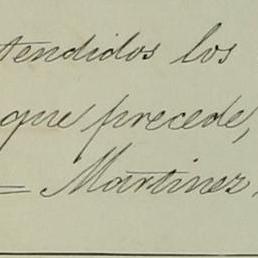 tendidos los
que precede,
= Martinez.